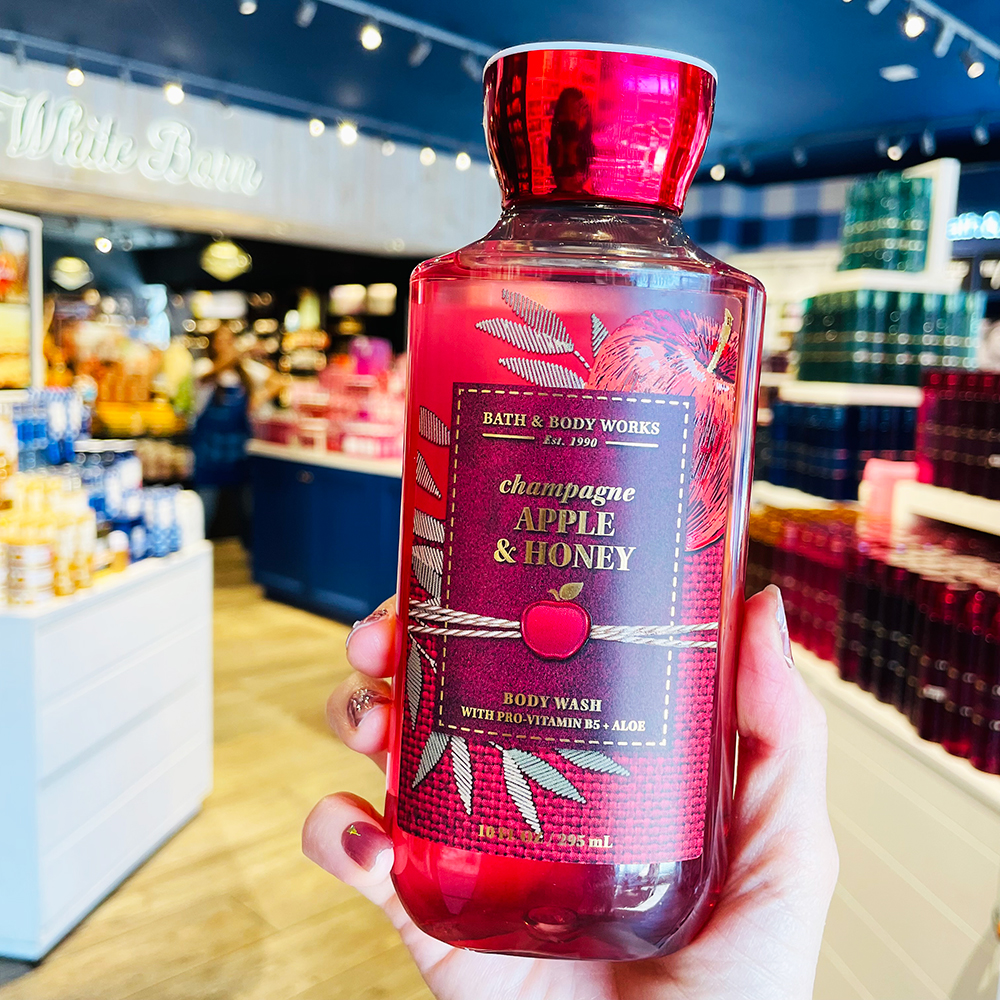 White Barn
BATH & BODY WORKS
Est. 1990
champagne
APPLE
& HONEY
BODY WASH
WITH PRO-VITAMIN B5 + ALOE
10 FL OZ / 295 mL